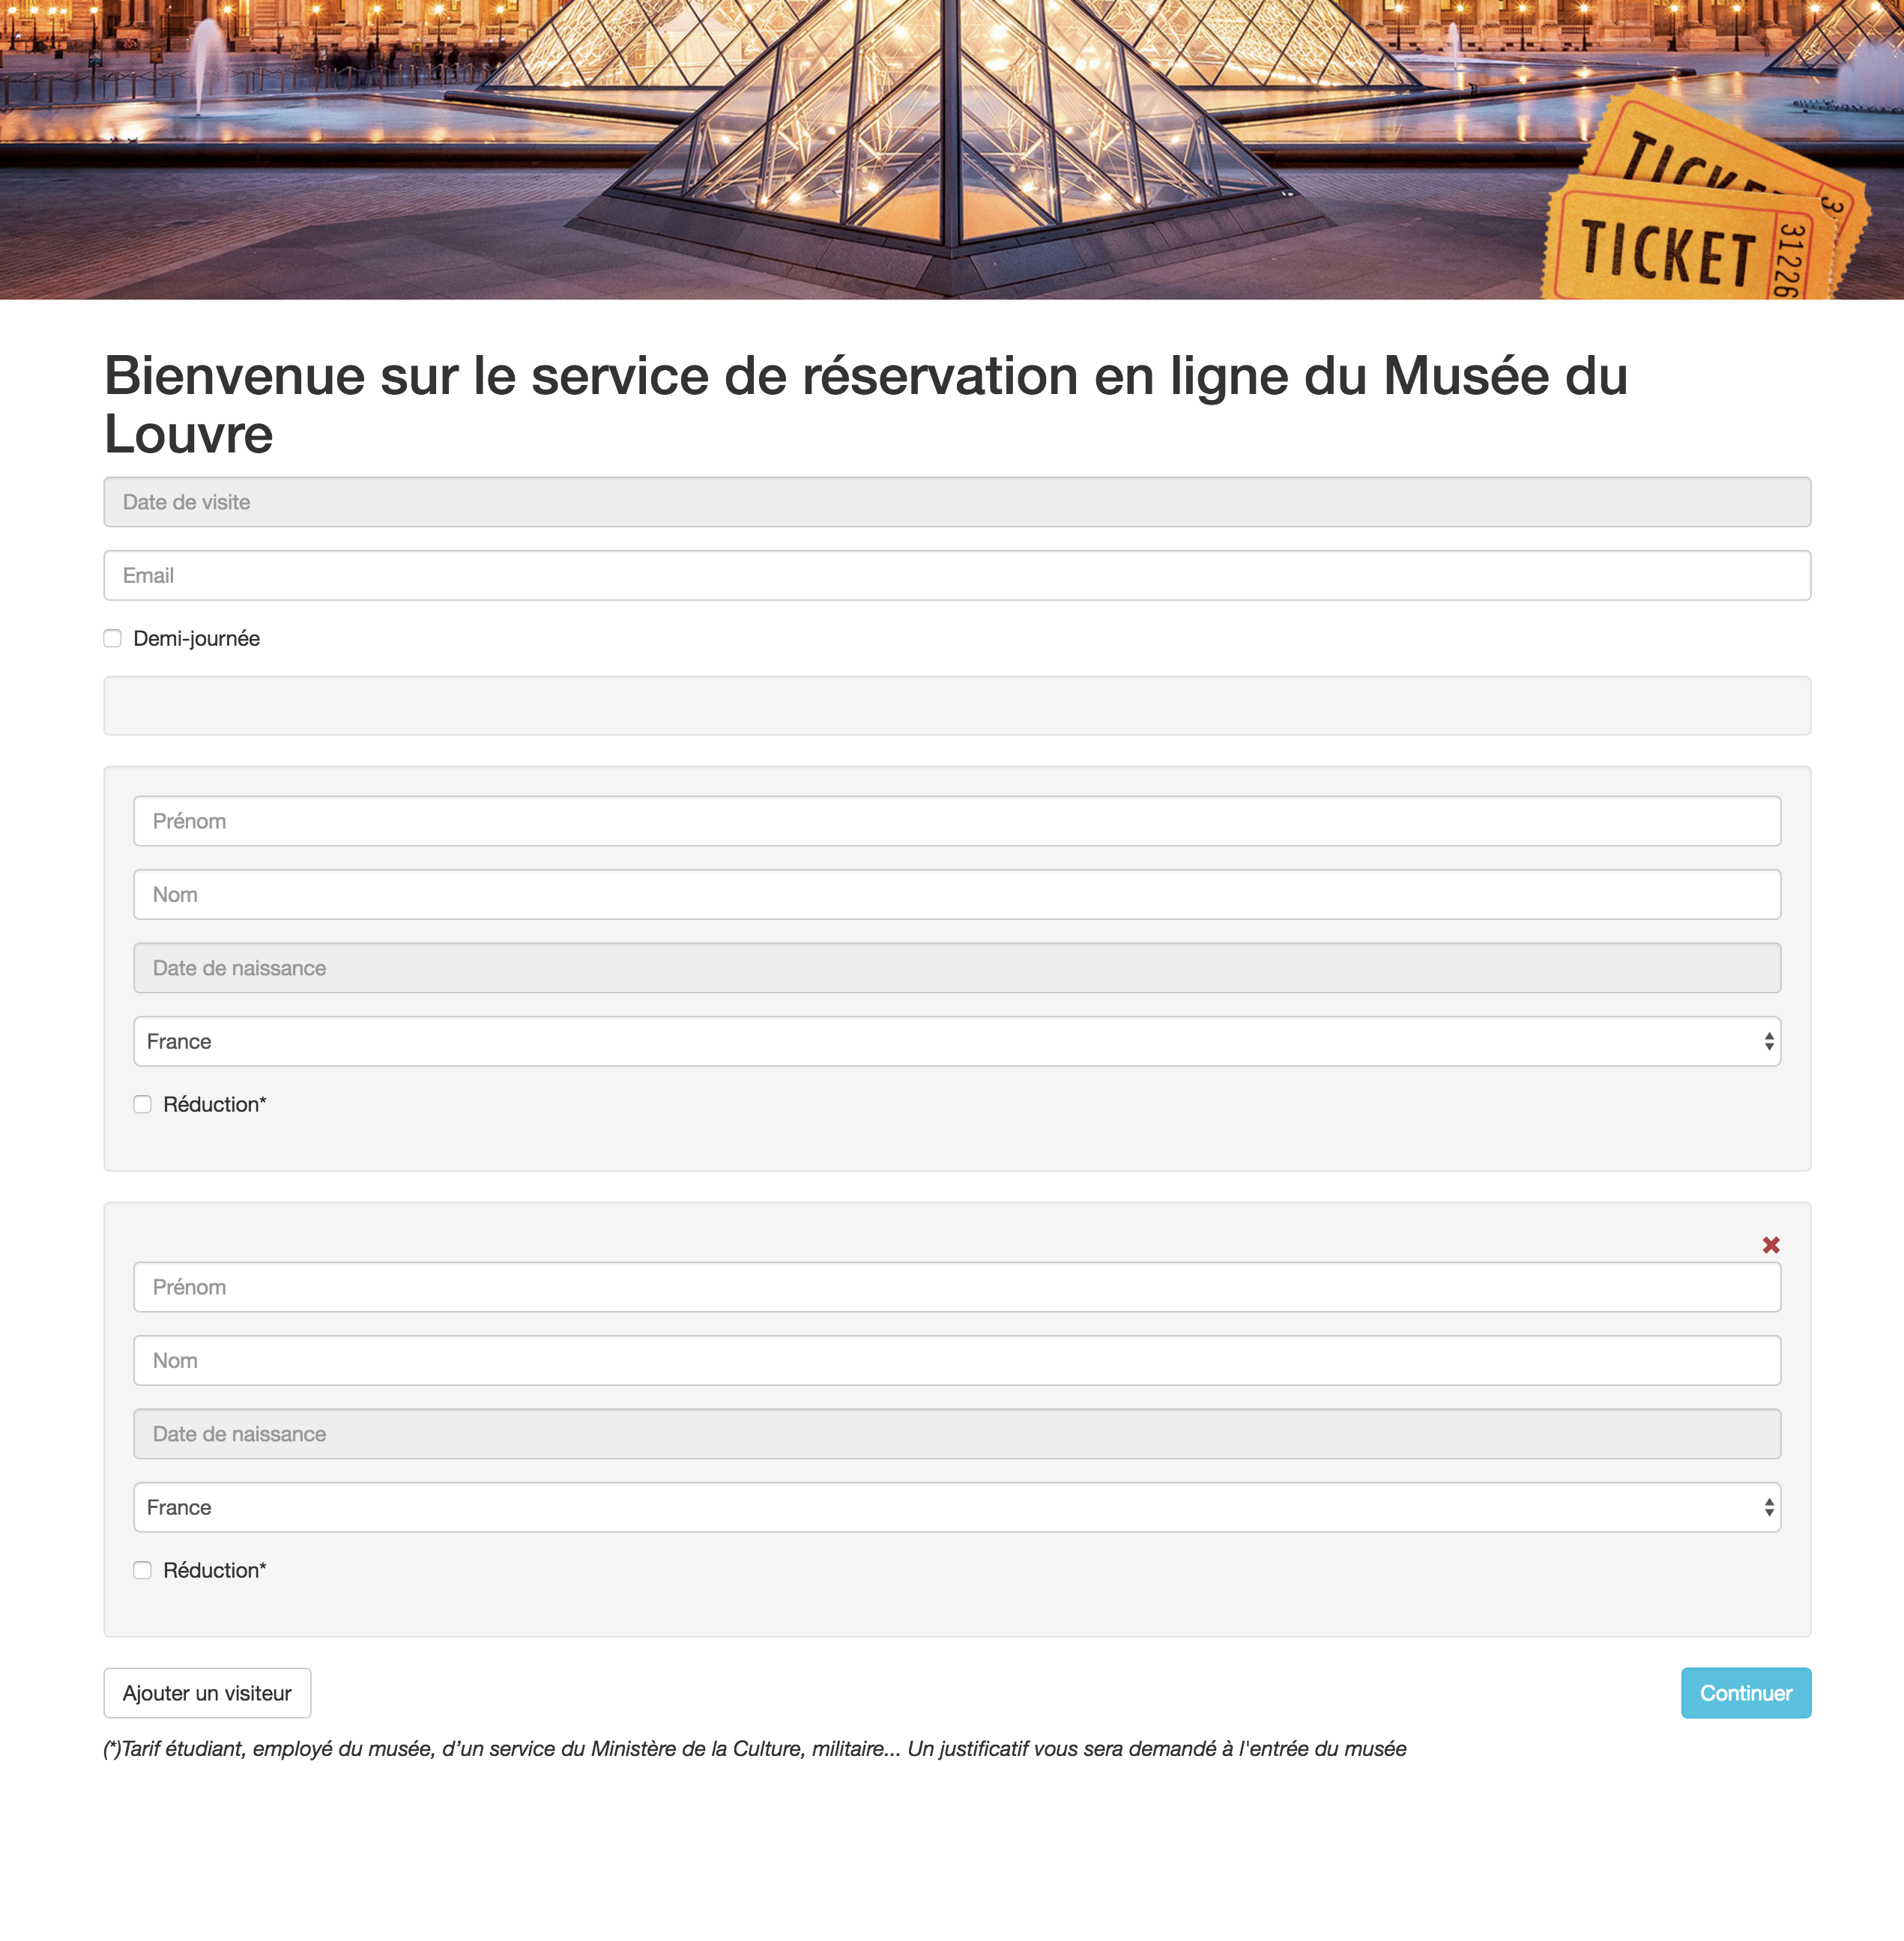 TICKE
3
TICKET
31226
Bienvenue sur le service de réservation en ligne du Musée du
Louvre
Date de visite
Email
Demi-journée
Prénom
Nom
Date de naissance
France
Réduction*
Prénom
Nom
Date de naissance
France
Réduction*
Ajouter un visiteur
Continuer
(*)Tarif étudiant, employé du musée, d’un service du Ministère de la Culture, militaire... Un justificatif vous sera demandé à l'entrée du musée